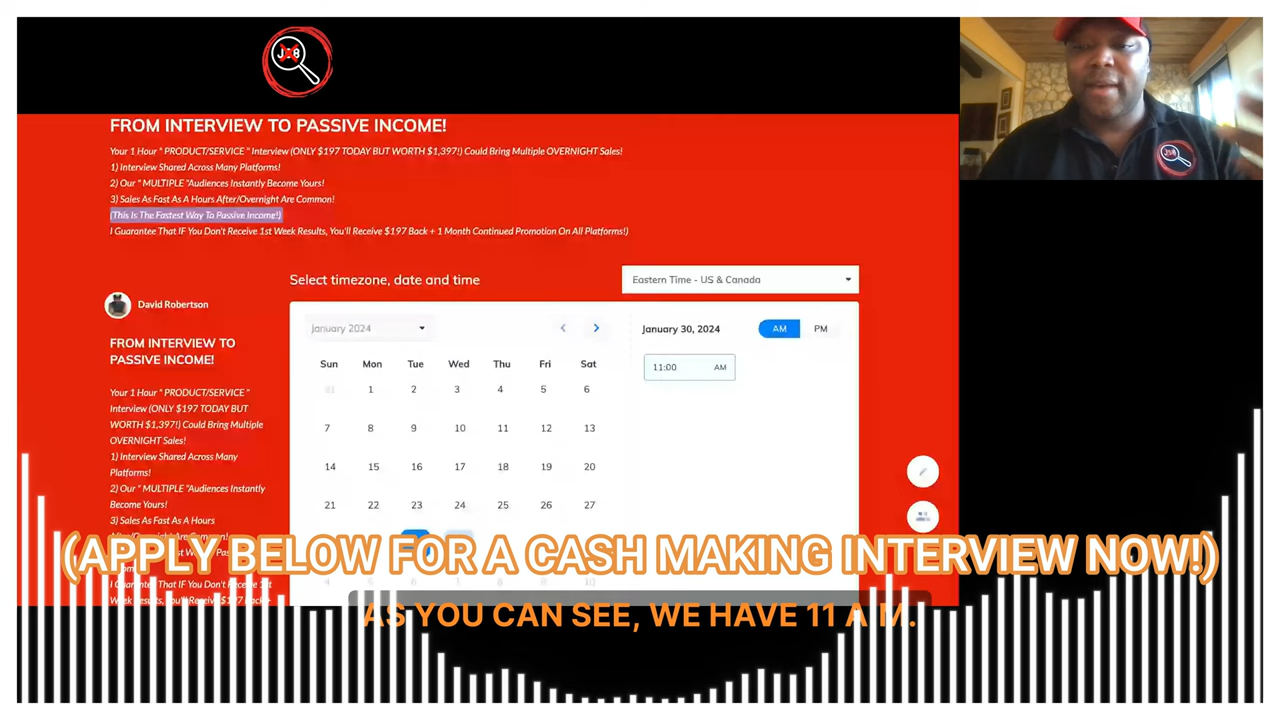 JOB
FROM INTERVIEW TO PASSIVE INCOME!
Your 1 Hour " PRODUCT/SERVICE " Interview (ONLY $197 TODAY BUT WORTH $1,397!) Could Bring Multiple OVERNIGHT Sales!
1) Interview Shared Across Many Platforms!
2) Our " MULTIPLE "Audiences Instantly Become Yours!
3) Sales As Fast As A Hours After/Overnight Are Common!
(This Is The Fastest Way To Passive Income!)
I Guarantee That IF You Don't Receive 1st Week Results, You'll Receive $197 Back + 1 Month Continued Promotion On All Platforms!)
Select timezone, date and time
Eastern Time - US & Canada
David Robertson
FROM INTERVIEW TO
PASSIVE INCOME!
Your 1 Hour " PRODUCT/SERVICE "
Interview (ONLY $197 TODAY BUT
WORTH $1,397!) Could Bring Multiple
OVERNIGHT Sales!
1) Interview Shared Across Many
Platforms!
2) Our " MULTIPLE "Audiences Instantly
Become Yours!
3) Sales As Fast As A Hours
January 2024
January 30, 2024
AM PM
11:00 AM
Sun Mon Tue Wed Thu Fri Sat
31 1 2 3 4 5 6
7 8 9 10 11 12 13
14 15 16 17 18 19 20
21 22 23 24 25 26 27
(APPLY BELOW FOR A CASH MAKING INTERVIEW NOW!)
AS YOU CAN SEE, WE HAVE 11 A.M.